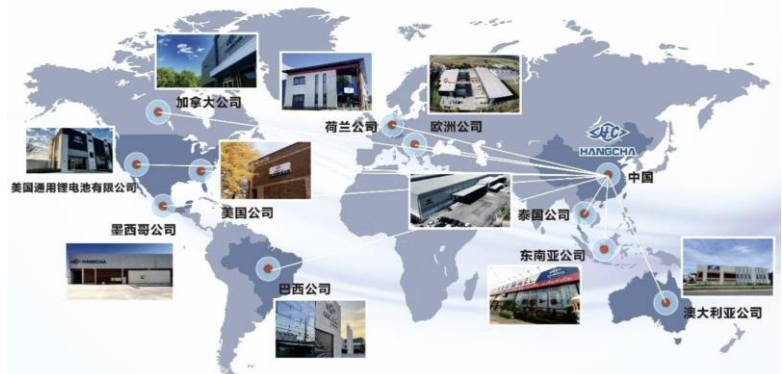 加拿大公司
荷兰公司
欧洲公司
HC
HANGCHA
中国
美国通用锂电池有限公司
美国公司
泰国公司
墨西哥公司
东南亚公司
HANGCHA
巴西公司
澳大利亚公司